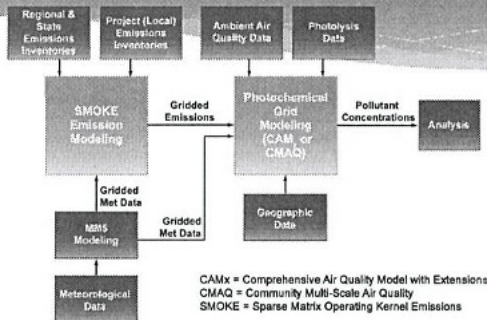 Regional &
State
Emissions
Inventories
Project (Local)
Emissions
Inventories
Ambient Air
Quality Data
Photolysis
Data
SMOKE
Emission
Modeling
Gridded
Emissions
Photochemical
Grid
Modeling
(CAMx or
CMAQ)
Pollutant
Concentrations
Analysis
Gridded
Met Data
Gridded
Met Data
MM5
Modeling
Geographic
Data
Meteorological
Data
CAMx = Comprehensive Air Quality Model with Extensions
CMAQ = Community Multi-Scale Air Quality
SMOKE = Sparse Matrix Operating Kernel Emissions